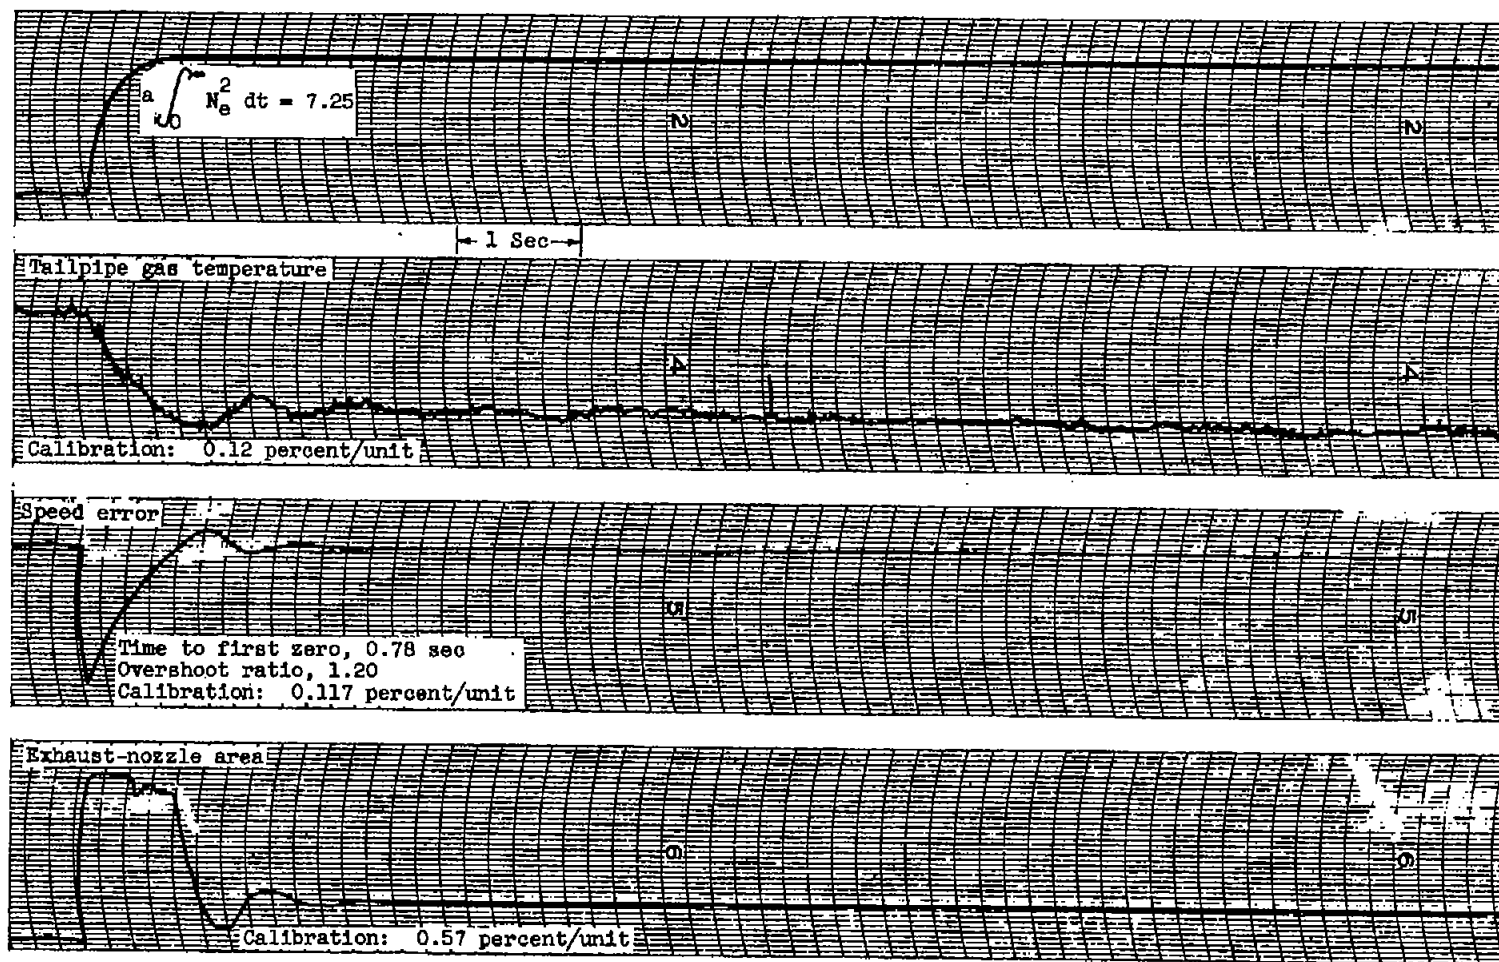 a ∫₀^∞ Nₑ² dt = 7.25
2 2
1 Sec
Tailpipe gas temperature
4 4
Calibration: 0.12 percent/unit
Speed error
5 5
Time to first zero, 0.78 sec
Overshoot ratio, 1.20
Calibration: 0.117 percent/unit
Exhaust-nozzle area
6 6
Calibration: 0.57 percent/unit